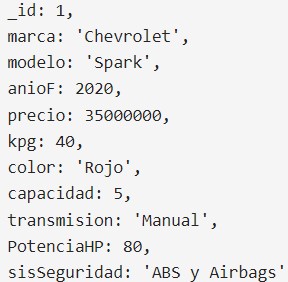 _id: 1,
marca: 'Chevrolet',
modelo: 'Spark',
anioF: 2020,
precio: 35000000,
kpg: 40,
color: 'Rojo',
capacidad: 5,
transmision: 'Manual',
PotenciaHP: 80,
sisSeguridad: 'ABS y Airbags'